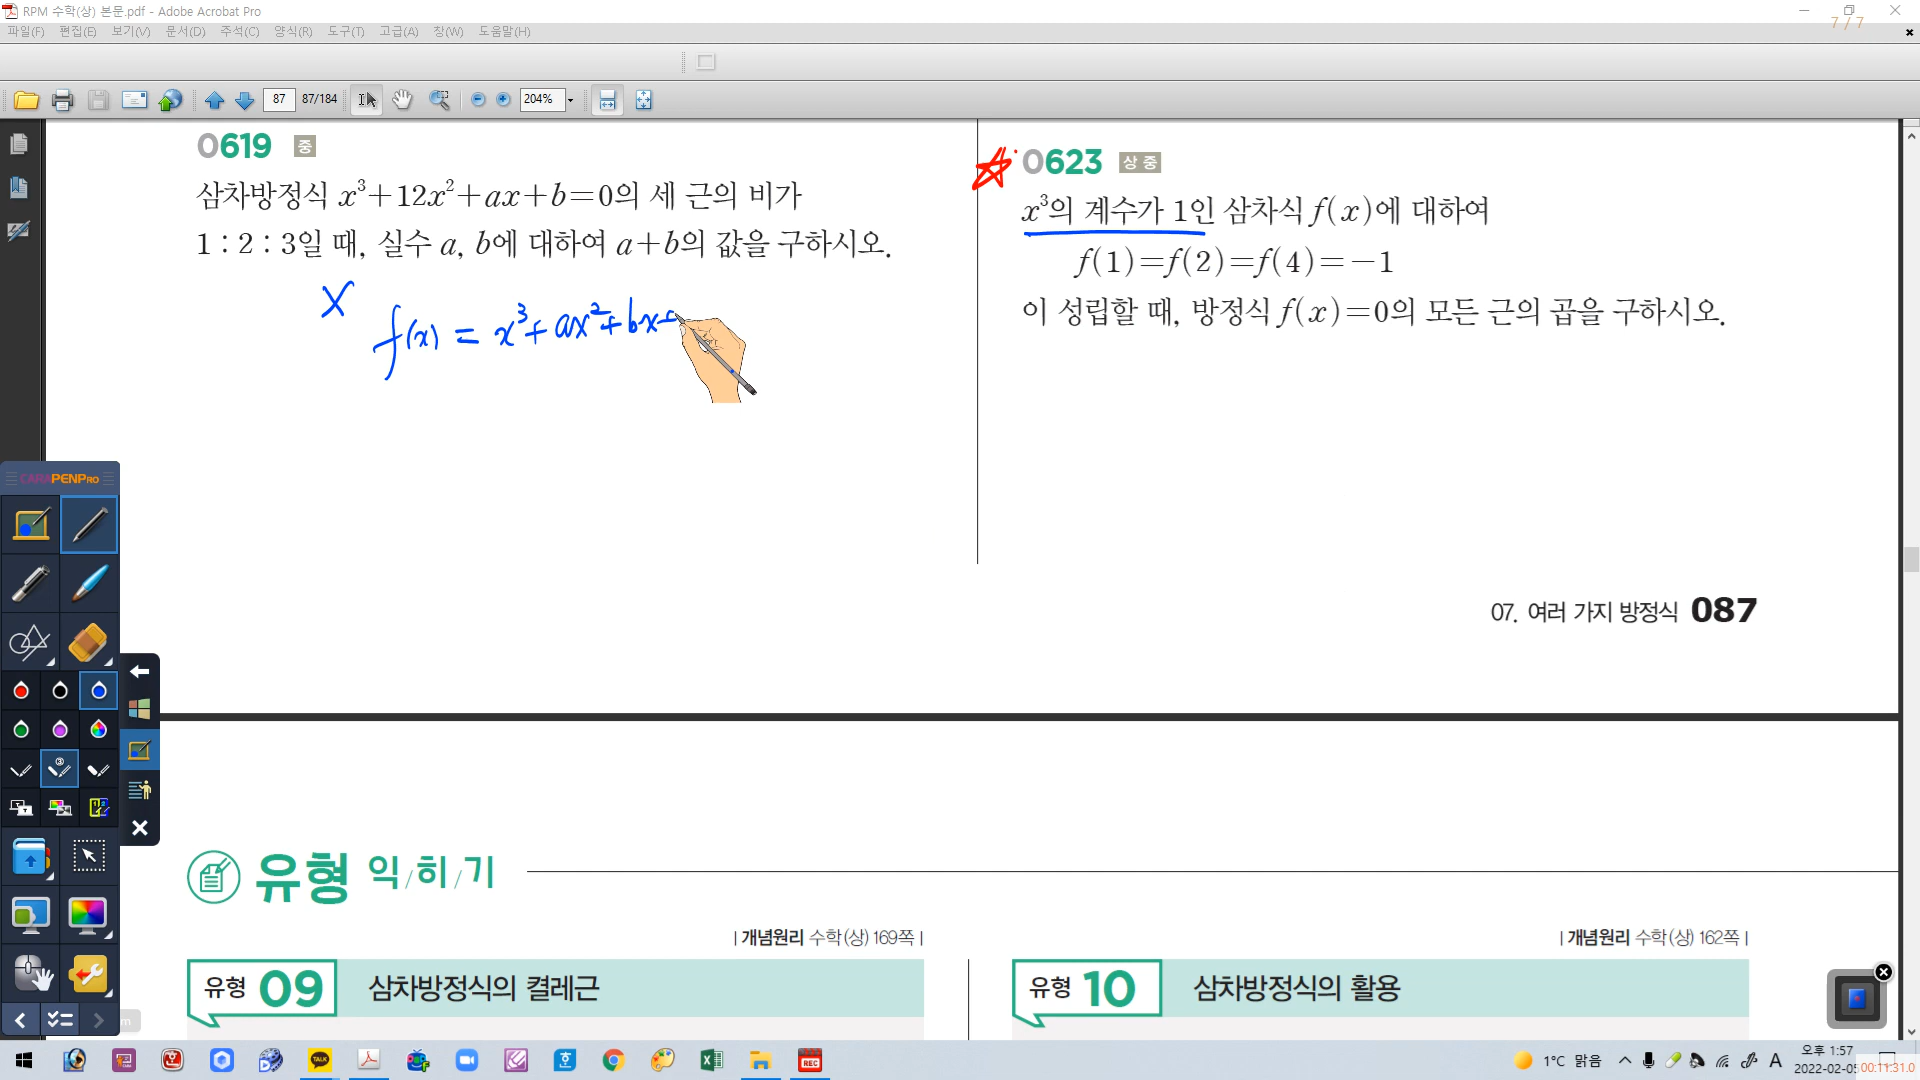 RPM 수학(상) 본문.pdf - Adobe Acrobat Pro
7 / 7
파일(F) 편집(E) 보기(V) 문서(D) 주석(C) 양식(R) 도구(T) 고급(A) 창(W) 도움말(H)
87 87/184 204%
0619 중
삼차방정식 x³+12x²+ax+b=0의 세 근의 비가
1 : 2 : 3일 때, 실수 a, b에 대하여 a+b의 값을 구하시오.
X
f(x) = x³+ax²+bx+
0623 상 중
x³의 계수가 1인 삼차식 f(x)에 대하여
f(1)=f(2)=f(4)=-1
이 성립할 때, 방정식 f(x)=0의 모든 근의 곱을 구하시오.
07. 여러 가지 방정식 087
CARAPENPRO
유형 익/히/기
| 개념원리 수학(상) 169쪽 |
유형 09 삼차방정식의 켤레근
| 개념원리 수학(상) 162쪽 |
유형 10 삼차방정식의 활용
TALK
REC
1°C 맑음
A
오후 1:57
2022-02-05
00:11:31.0